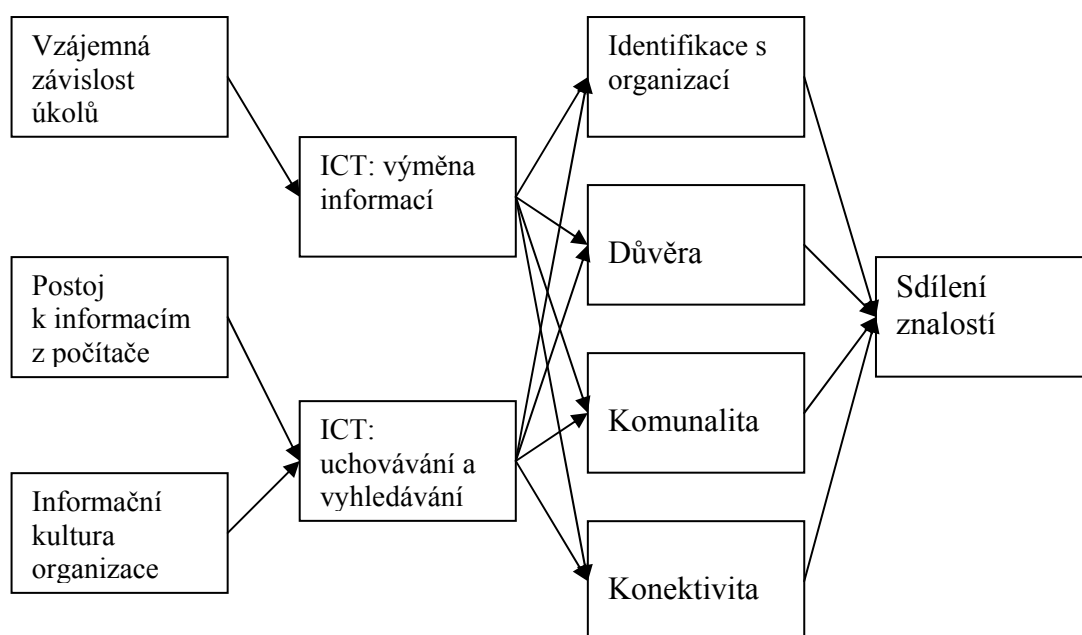 Vzájemná
závislost
úkolů
Postoj
k informacím
z počítače
Informační
kultura
organizace
ICT: výměna
informací
ICT:
uchovávání a
vyhledávání
Identifikace s
organizací
Důvěra
Komunalita
Konektivita
Sdílení
znalostí